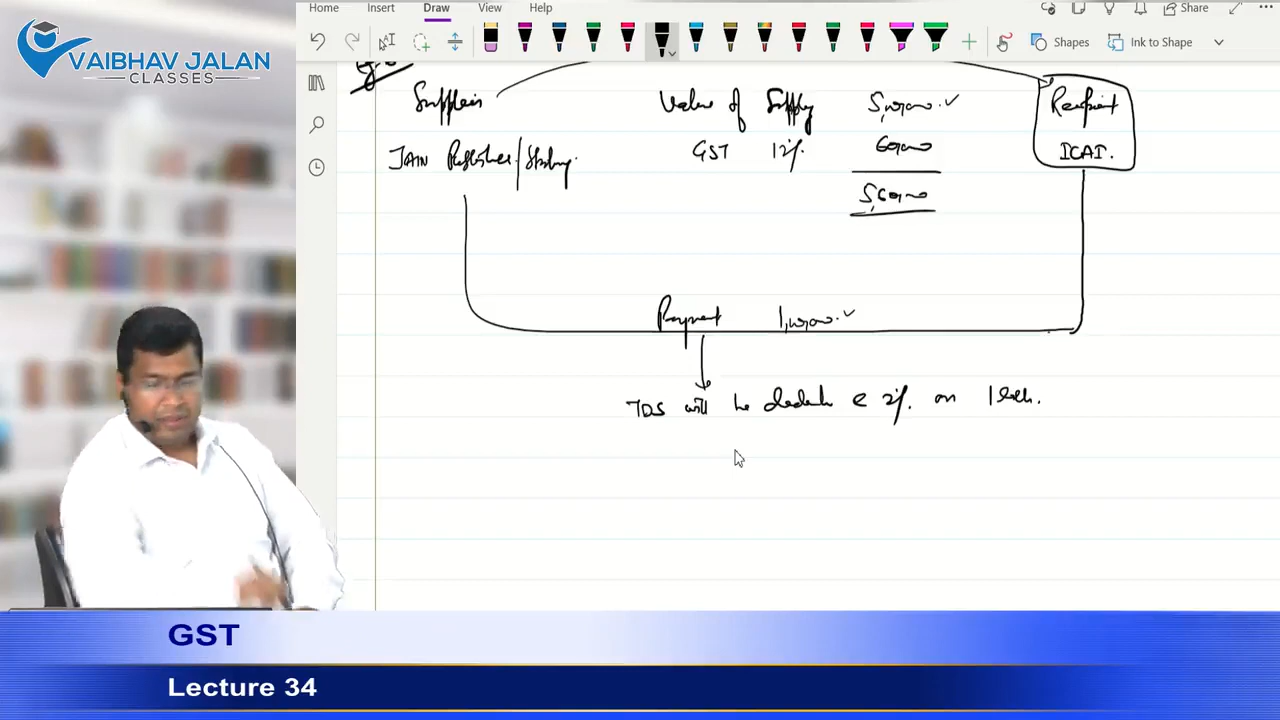 VAIBHAV JALAN
CLASSES
Home Insert Draw View Help Share
Shapes Ink to Shape
Supplier Value of Supply 5,00,000 ✓ Recipient
JAIN Publisher / GST 12% 60,000 ICAI.
5,60,000
Payment 1,00,000 ✓
TDS will be deducted @ 2% on 1 lakh.
GST
Lecture 34